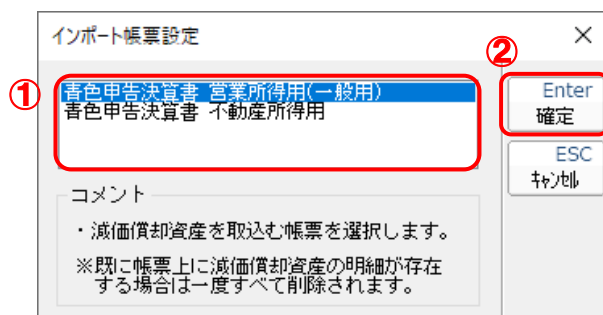 インポート帳票設定
①
②
青色申告決算書 営業所得用(一般用)
青色申告決算書 不動産所得用
Enter
確定
ESC
ｷｬﾝｾﾙ
コメント
・減価償却資産を取込む帳票を選択します。
※既に帳票上に減価償却資産の明細が存在
する場合は一度すべて削除されます。